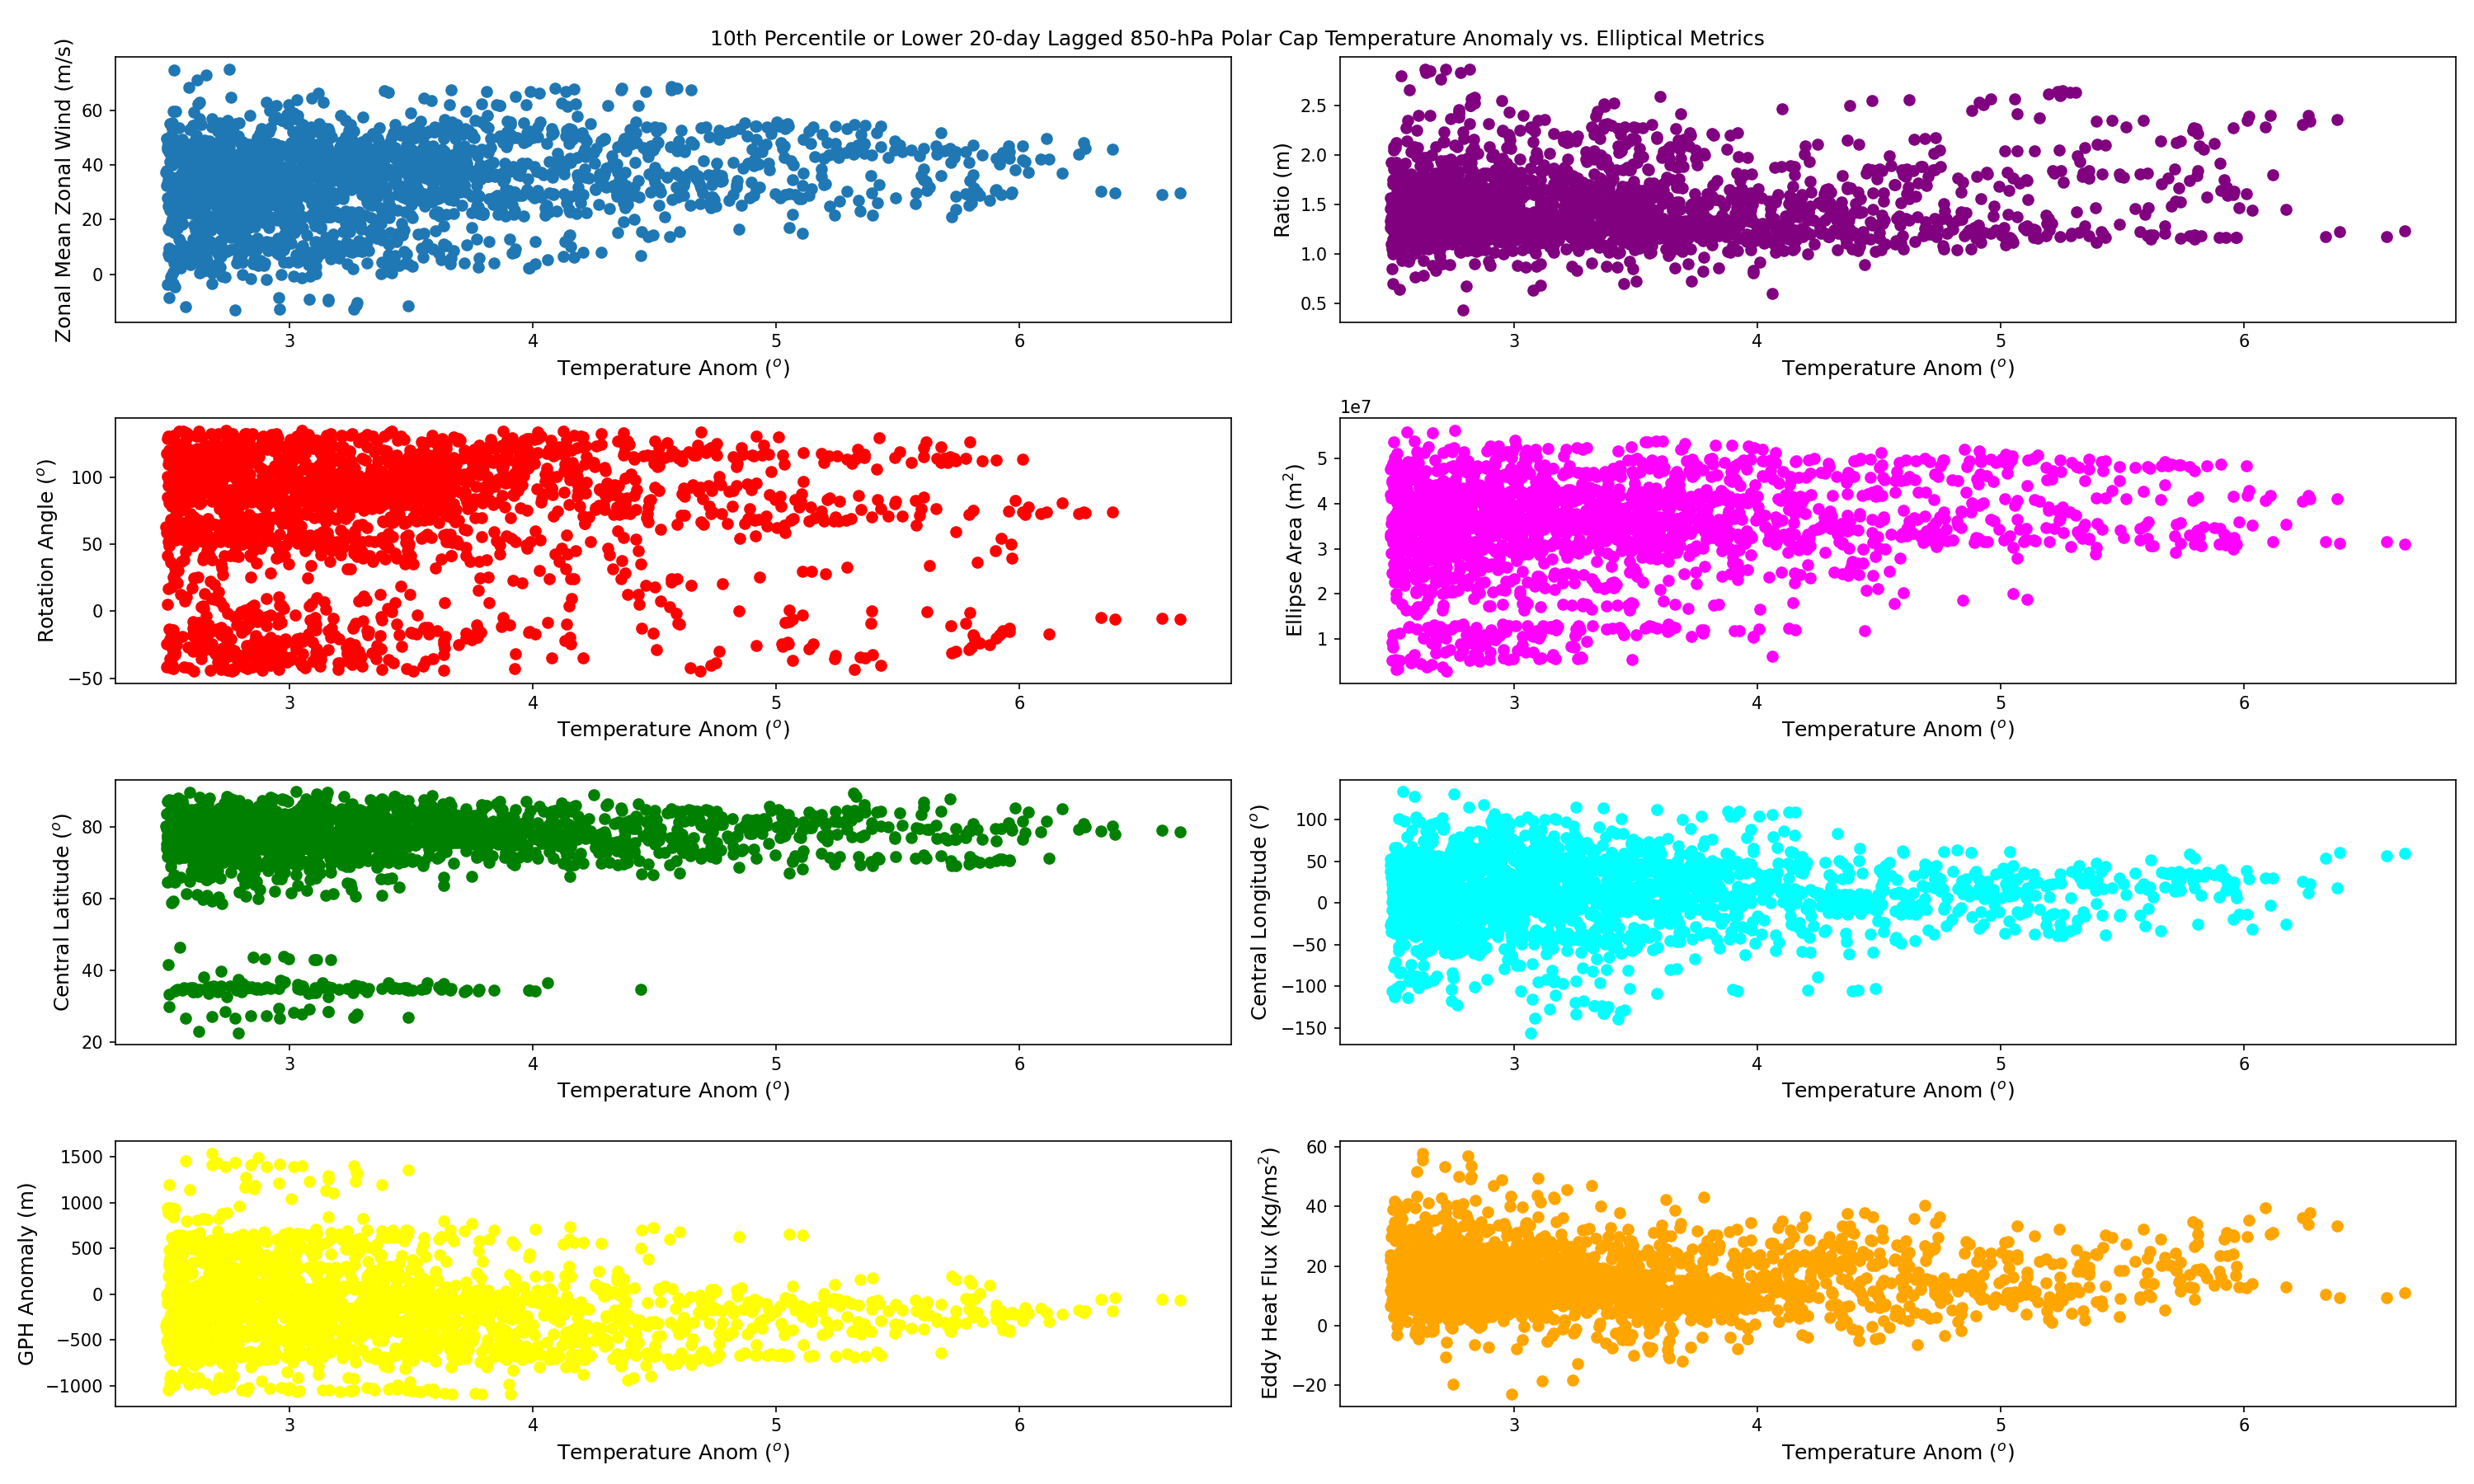 10th Percentile or Lower 20-day Lagged 850-hPa Polar Cap Temperature Anomaly vs. Elliptical Metrics
Zonal Mean Zonal Wind (m/s)
60
40
20
0
3 4 5 6
Temperature Anom (°)
Ratio (m)
2.5
2.0
1.5
1.0
0.5
3 4 5 6
Temperature Anom (°)
Rotation Angle (°)
100
50
0
−50
3 4 5 6
Temperature Anom (°)
1e7
Ellipse Area (m²)
5
4
3
2
1
3 4 5 6
Temperature Anom (°)
Central Latitude (°)
80
60
40
20
3 4 5 6
Temperature Anom (°)
Central Longitude (°)
100
50
0
−50
−100
−150
3 4 5 6
Temperature Anom (°)
GPH Anomaly (m)
1500
1000
500
0
−500
−1000
3 4 5 6
Temperature Anom (°)
Eddy Heat Flux (Kg/ms²)
60
40
20
0
−20
3 4 5 6
Temperature Anom (°)